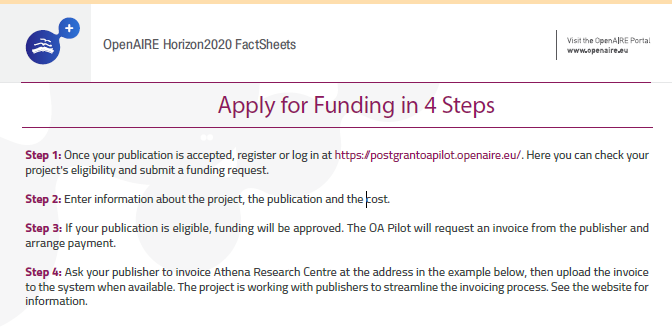 OpenAIRE Horizon2020 FactSheets
Visit the OpenAIRE Portal
www.openaire.eu
Apply for Funding in 4 Steps
Step 1: Once your publication is accepted, register or log in at https://postgrantoapilot.openaire.eu/. Here you can check your
project's eligibility and submit a funding request.
Step 2: Enter information about the project, the publication and the cost.
Step 3: If your publication is eligible, funding will be approved. The OA Pilot will request an invoice from the publisher and
arrange payment.
Step 4: Ask your publisher to invoice Athena Research Centre at the address in the example below, then upload the invoice
to the system when available. The project is working with publishers to streamline the invoicing process. See the website for
information.